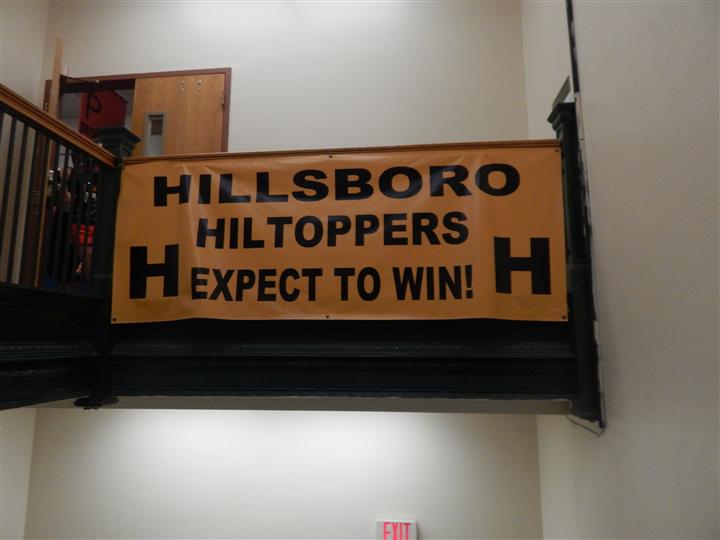 HILLSBORO
HILTOPPERS
H EXPECT TO WIN! H
EXIT